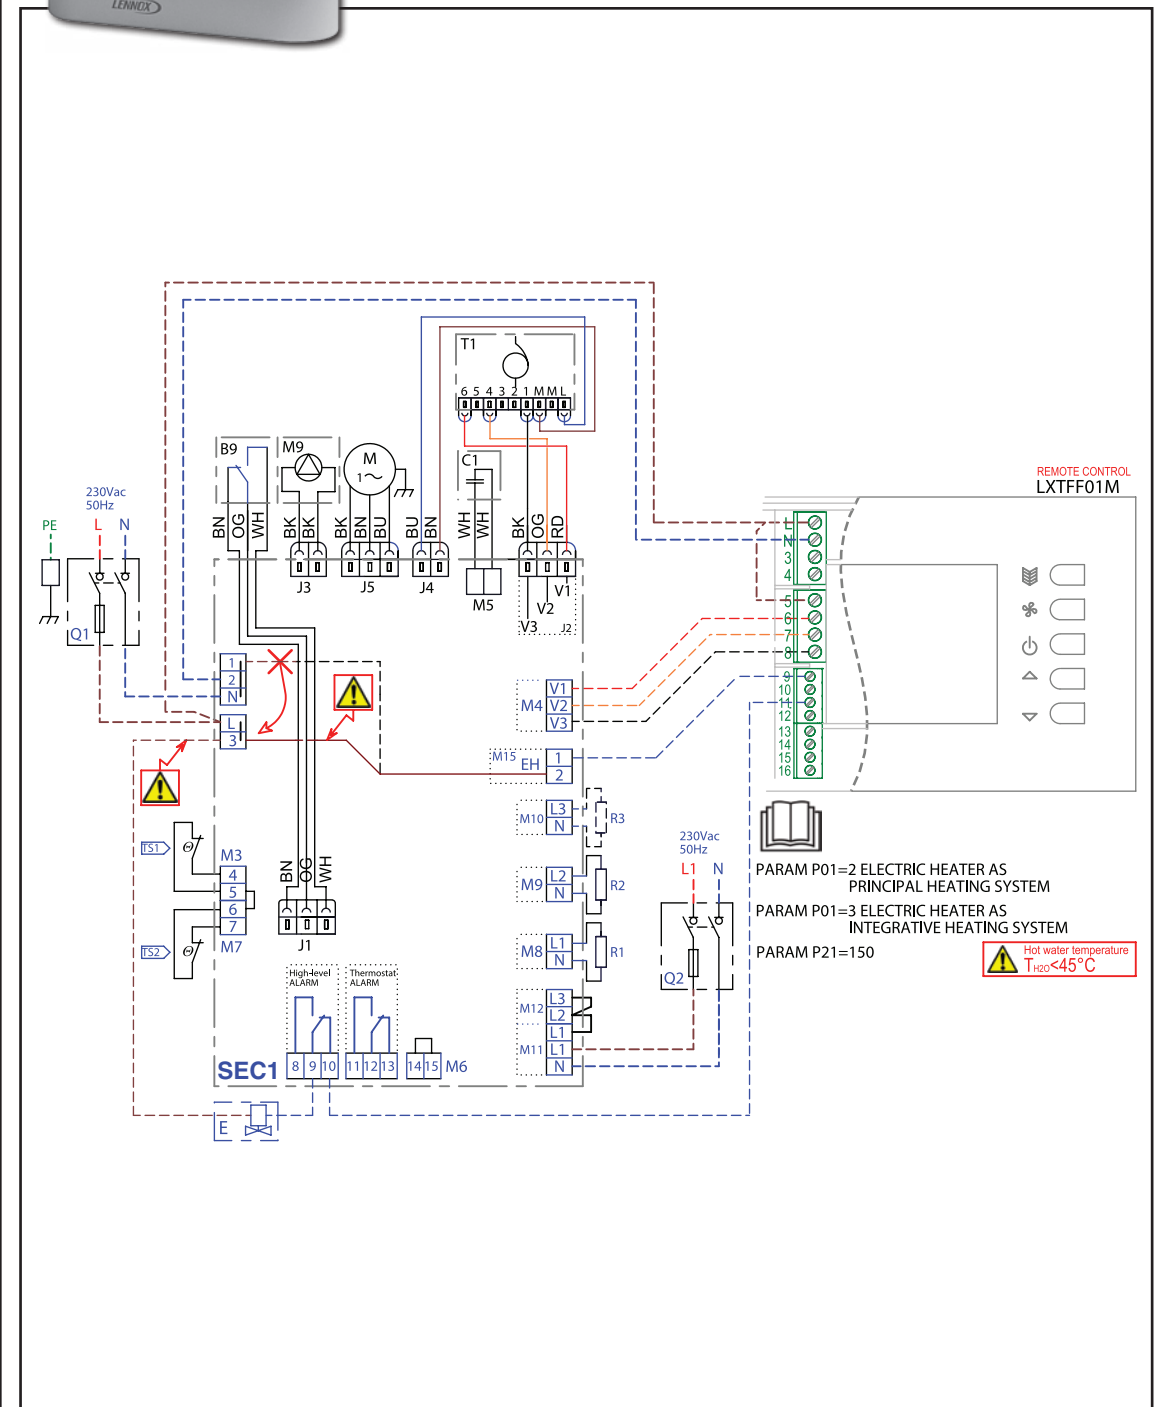 LENNOX
T1
6 5 4 3 2 1 M M L
B9
M9
M
1~
C1
BN
OG
WH
BK
BK
BK
BN
BU
BU
BN
WH
WH
BK
OG
RD
J3
J5
J4
M5
V1
V2
V3
J2
230Vac
50Hz
PE
L
N
Q1
1
2
N
L
3
REMOTE CONTROL
LXTFF01M
L
N
3
4
5
6
7
8
9
10
11
12
13
14
15
16
M4
V1
V2
V3
M15
EH
1
2
M10
L3
N
R3
M9
L2
N
R2
M8
L1
N
R1
M12
L3
L2
L1
M11
L1
N
TS1
M3
4
5
6
7
M7
TS2
BN
OG
WH
J1
High-level
ALARM
Thermostat
ALARM
SEC1
8 9 10
11 12 13
14 15
M6
E
230Vac
50Hz
L1
N
Q2
PARAM P01=2 ELECTRIC HEATER AS
PRINCIPAL HEATING SYSTEM
PARAM P01=3 ELECTRIC HEATER AS
INTEGRATIVE HEATING SYSTEM
PARAM P21=150
Hot water temperature
TH2O<45°C